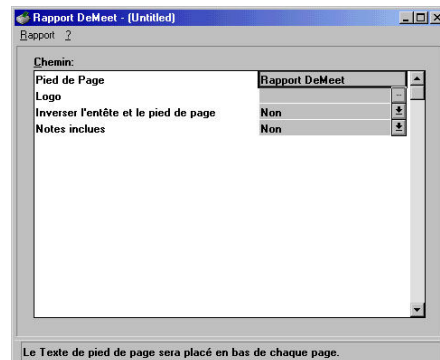 Rapport DeMeet - (Untitled)
Rapport ?
Chemin:
Pied de Page Rapport DeMeet
Logo ...
Inverser l'entête et le pied de page Non
Notes inclues Non
Le Texte de pied de page sera placé en bas de chaque page.